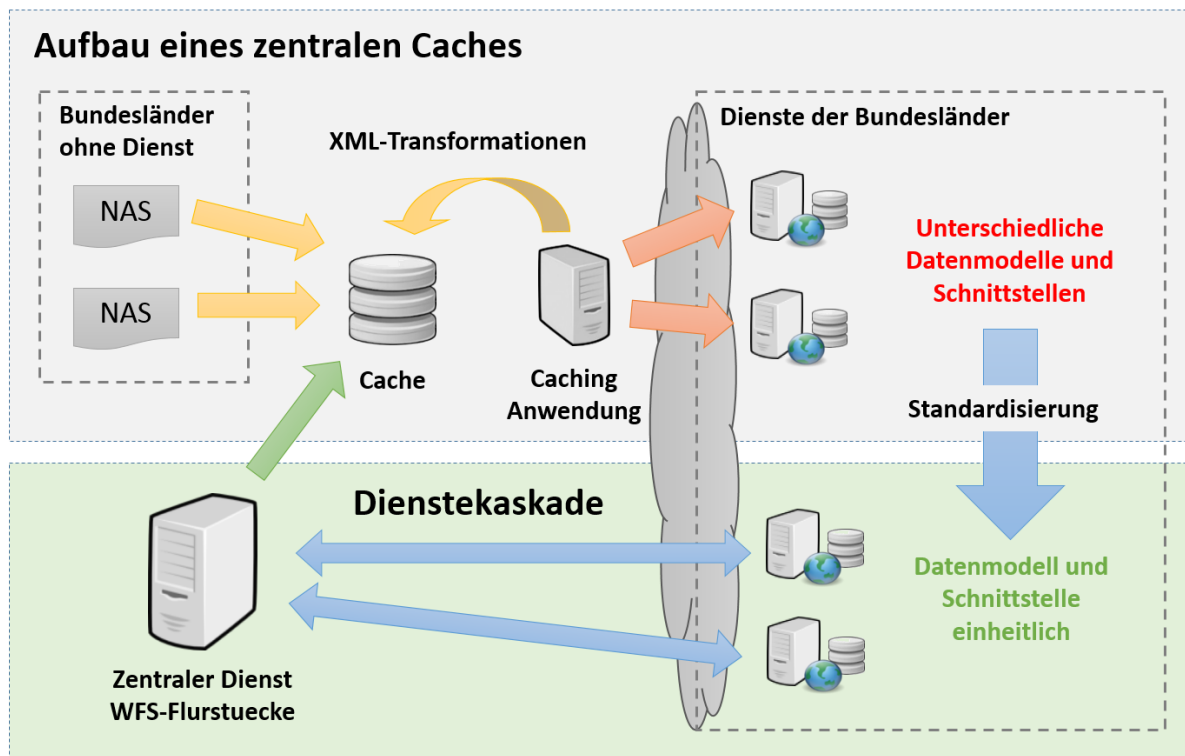 Aufbau eines zentralen Caches
Bundesländer
ohne Dienst
NAS
NAS
XML-Transformationen
Cache
Caching
Anwendung
Dienste der Bundesländer
Unterschiedliche
Datenmodelle und
Schnittstellen
Standardisierung
Dienstekaskade
Zentraler Dienst
WFS-Flurstuecke
Datenmodell und
Schnittstelle
einheitlich